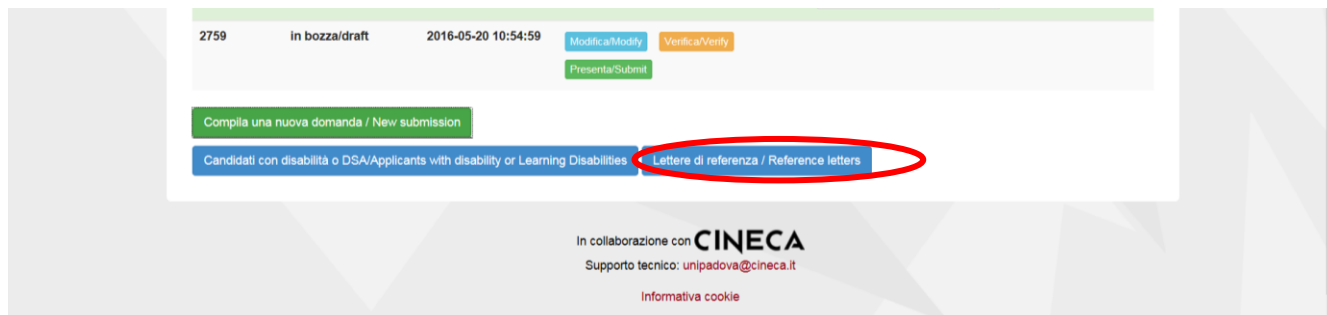 2759 in bozza/draft 2016-05-20 10:54:59 Modifica/Modify Verifica/Verify
Presenta/Submit
Compila una nuova domanda / New submission
Candidati con disabilità o DSA/Applicants with disability or Learning Disabilities Lettere di referenza / Reference letters
In collaborazione con CINECA
Supporto tecnico: unipadova@cineca.it
Informativa cookie